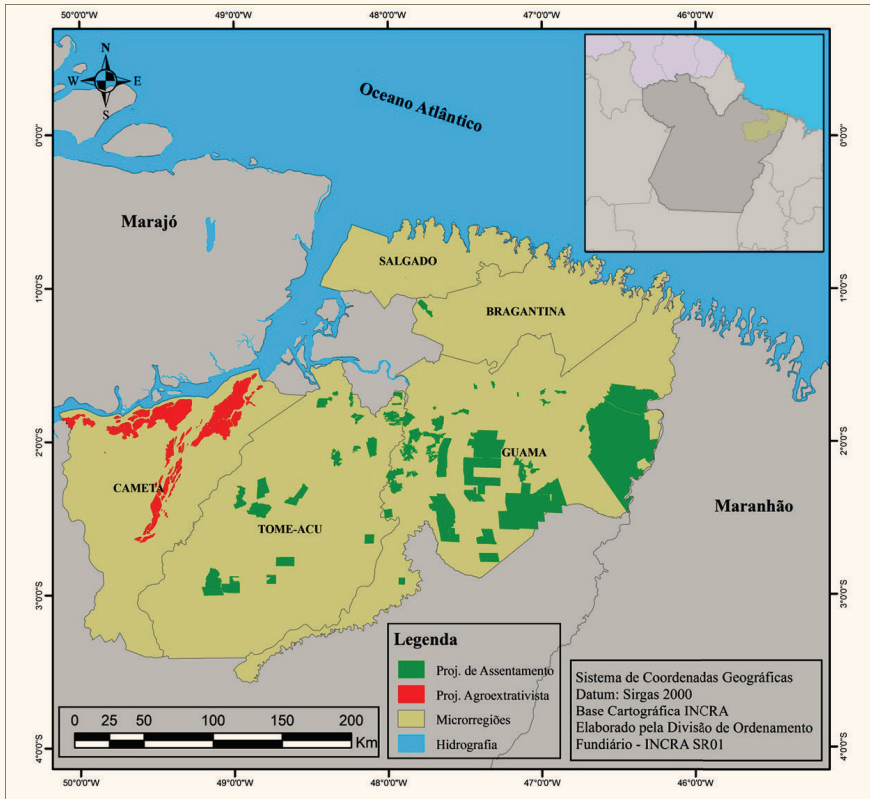 50°0'0" 49°0'0"W 48°0'0"W 47°0'0"W 46°0'0"W
N
W E
S
Oceano Atlântico
0°0'0" 0°0'0"
Marajó
SALGADO
1°0'0"S 1°0'0"S
BRAGANTINA
2°0'0"S 2°0'0"S
GUAMA
CAMETA
Maranhão
TOME-ACU
3°0'0"S 3°0'0"S
Legenda
Proj. de Assentamento
Proj. Agroextrativista
Microrregiões
Hidrografia
Sistema de Coordenadas Geográficas
Datum: Sirgas 2000
Base Cartográfica INCRA
Elaborado pela Divisão de Ordenamento
Fundiário - INCRA SR01
0 25 50 100 150 200
Km
4°0'0"S 4°0'0"S
50°0'0"W 49°0'0"W 48°0'0"W 47°0'0"W 46°0'0"W